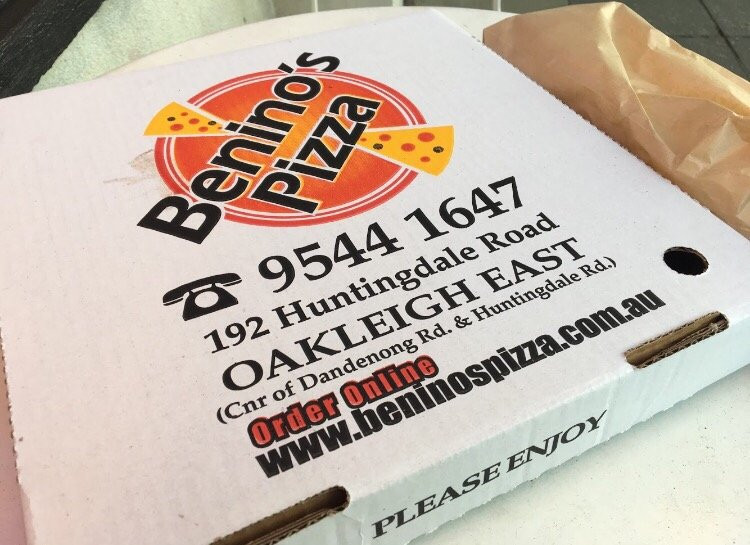 Benino's
Pizza
9544 1647
192 Huntingdale Road
OAKLEIGH EAST
(Cnr of Dandenong Rd. & Huntingdale Rd.)
Order Online
www.beninospizza.com.au
PLEASE ENJOY